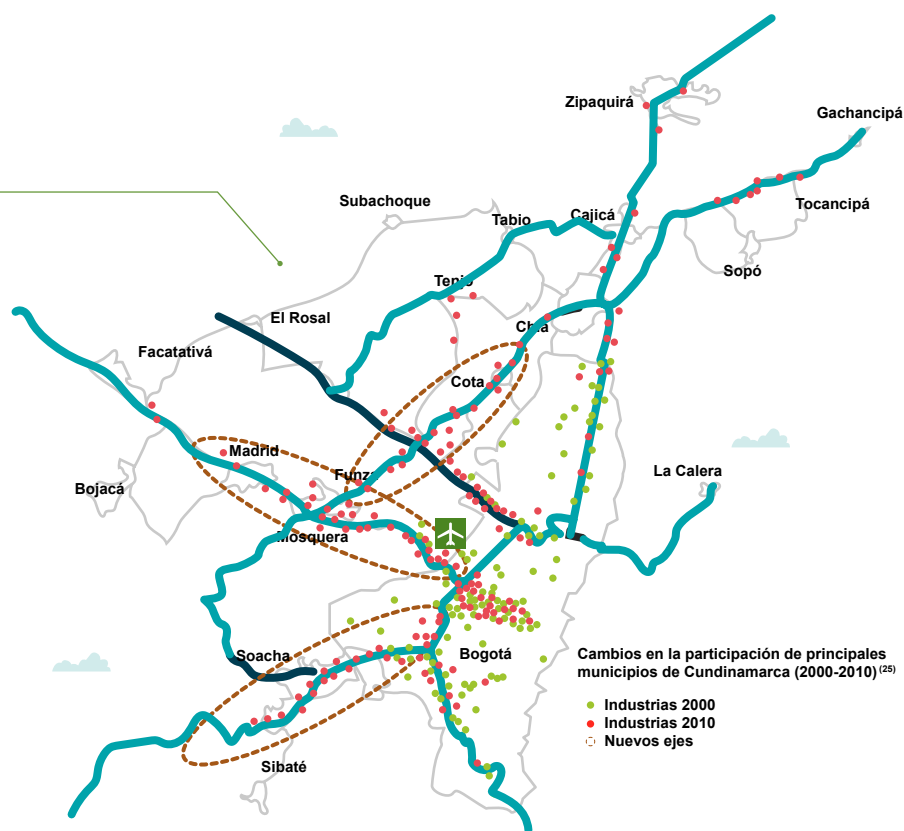 Zipaquirá
Gachancipá
Subachoque
Tabio
Cajicá
Tocancipá
Sopó
Tenjo
El Rosal
Chía
Facatativá
Cota
Madrid
La Calera
Funza
Bojacá
Mosquera
Soacha
Bogotá
Cambios en la participación de principales
municipios de Cundinamarca (2000-2010) (25)
Industrias 2000
Industrias 2010
Nuevos ejes
Sibaté